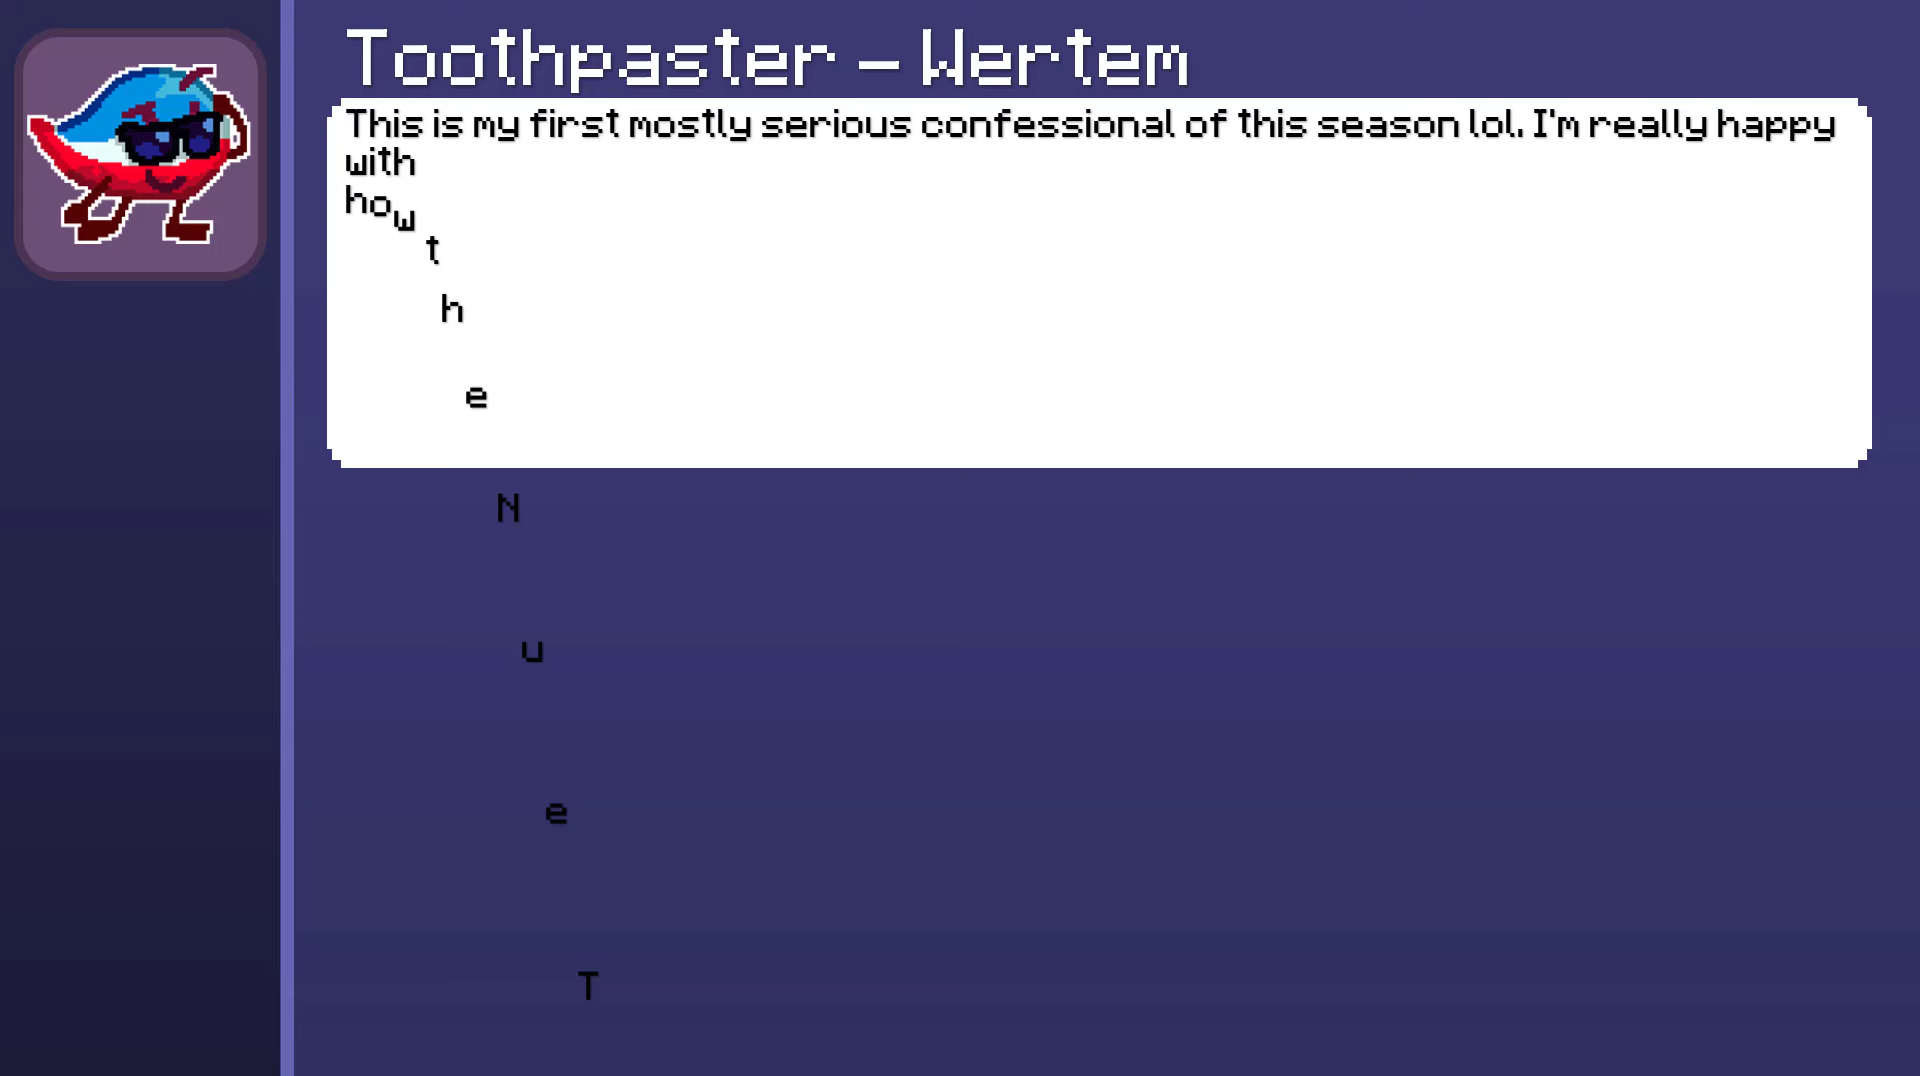 Toothpaster – Wertem
This is my first mostly serious confessional of this season lol. I'm really happy
with
how
t
h
e
N
u
e
T